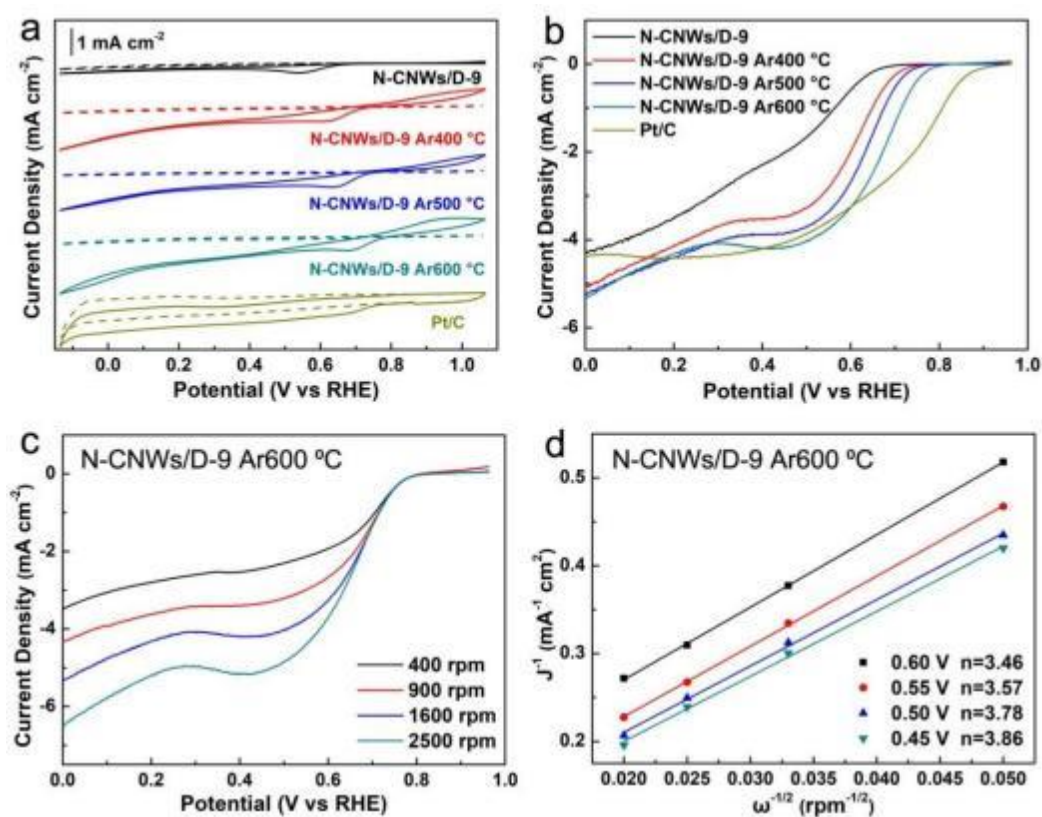 a
1 mA cm⁻²
N-CNWs/D-9
N-CNWs/D-9 Ar400 °C
N-CNWs/D-9 Ar500 °C
N-CNWs/D-9 Ar600 °C
Pt/C
Current Density (mA cm⁻²)
0.0 0.2 0.4 0.6 0.8 1.0
Potential (V vs RHE)
b
N-CNWs/D-9
N-CNWs/D-9 Ar400 °C
N-CNWs/D-9 Ar500 °C
N-CNWs/D-9 Ar600 °C
Pt/C
Current Density (mA cm⁻²)
0
-2
-4
-6
0.0 0.2 0.4 0.6 0.8 1.0
Potential (V vs RHE)
c
N-CNWs/D-9 Ar600 ºC
Current Density (mA cm⁻²)
0
-2
-4
-6
400 rpm
900 rpm
1600 rpm
2500 rpm
0.0 0.2 0.4 0.6 0.8 1.0
Potential (V vs RHE)
d
N-CNWs/D-9 Ar600 ºC
J⁻¹ (mA⁻¹ cm²)
0.5
0.4
0.3
0.2
0.60 V n=3.46
0.55 V n=3.57
0.50 V n=3.78
0.45 V n=3.86
0.020 0.025 0.030 0.035 0.040 0.045 0.050
ω⁻¹/² (rpm⁻¹/²)